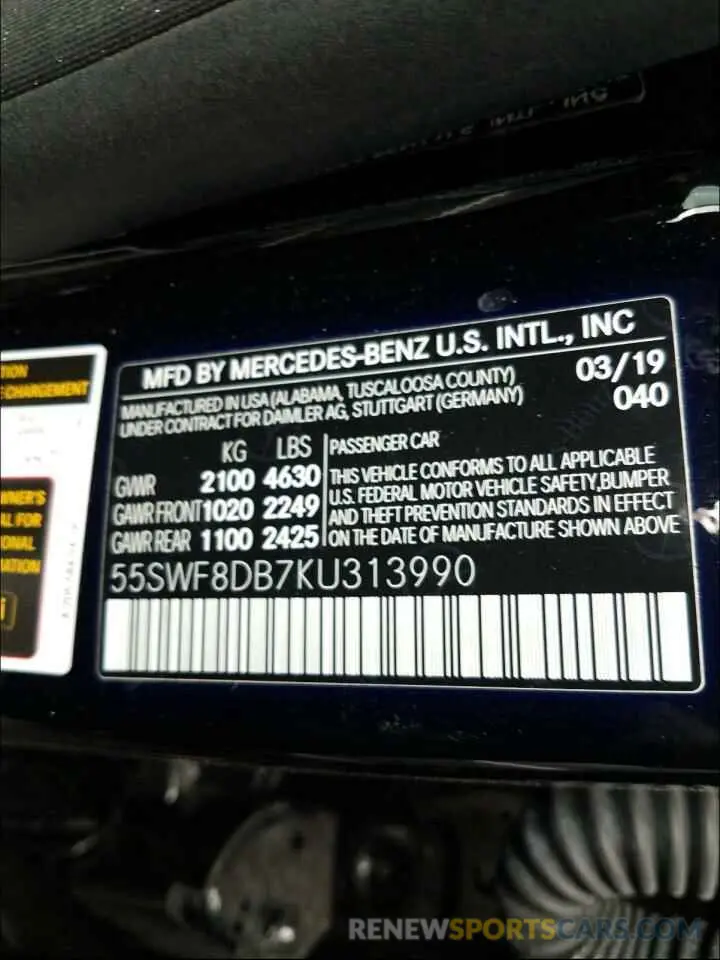 MFD BY MERCEDES-BENZ U.S. INTL., INC
MANUFACTURED IN USA (ALABAMA, TUSCALOOSA COUNTY) 03/19
UNDER CONTRACT FOR DAIMLER AG, STUTTGART (GERMANY) 040
KG LBS
GVWR 2100 4630
GAWR FRONT 1020 2249
GAWR REAR 1100 2425
PASSENGER CAR
THIS VEHICLE CONFORMS TO ALL APPLICABLE
U.S. FEDERAL MOTOR VEHICLE SAFETY, BUMPER
AND THEFT PREVENTION STANDARDS IN EFFECT
ON THE DATE OF MANUFACTURE SHOWN ABOVE
55SWF8DB7KU313990
CHARGEMENT
RENEWSPORTSCARS.COM